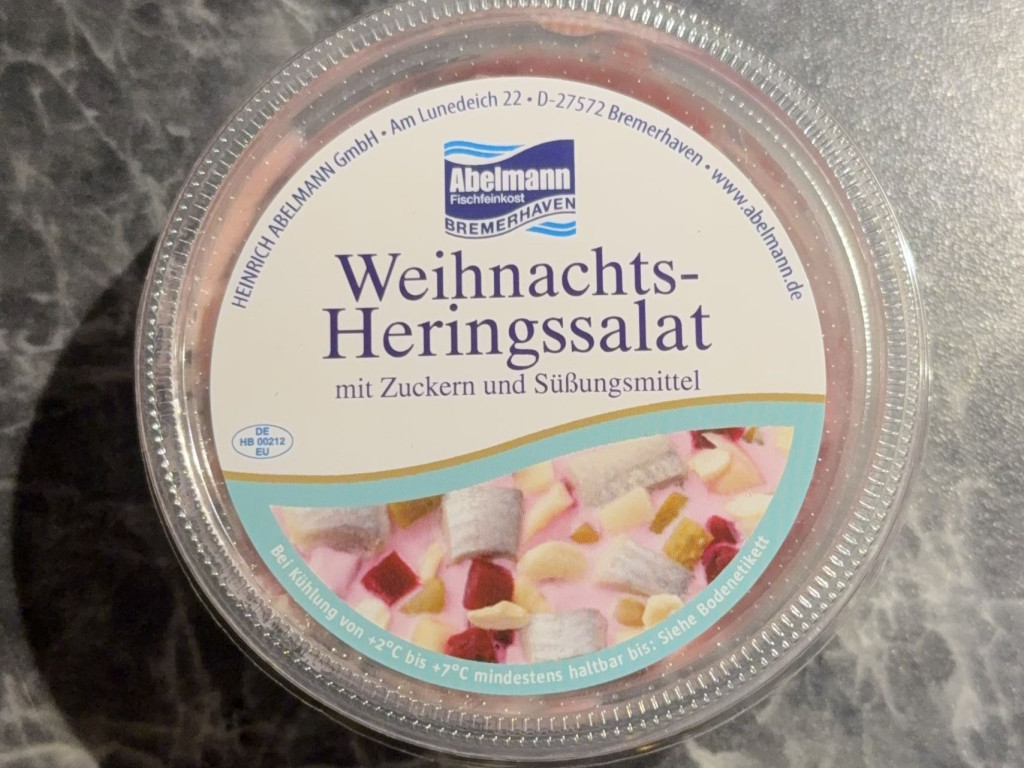 HEINRICH ABELMANN GmbH • Am Lunedeich 22 • D-27572 Bremerhaven • www.abelmann.de
Abelmann
Fischfeinkost
BREMERHAVEN
Weihnachts-
Heringssalat
mit Zuckern und Süßungsmittel
DE
HB 00212
EU
Bei Kühlung von +2°C bis +7°C mindestens haltbar bis: Siehe Bodenetikett